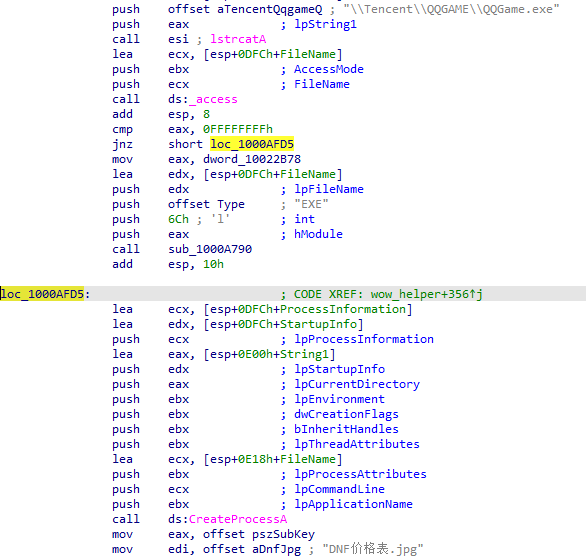 push offset aTencentQqgameQ ; "\\Tencent\\QQGAME\\QQGame.exe"
push eax ; lpString1
call esi ; lstrcatA
lea ecx, [esp+0DFCh+FileName]
push ebx ; AccessMode
push ecx ; FileName
call ds:_access
add esp, 8
cmp eax, 0FFFFFFFFh
jnz short loc_1000AFD5
mov eax, dword_10022B78
lea edx, [esp+0DFCh+FileName]
push edx ; lpFileName
push offset Type ; "EXE"
push 6Ch ; 'l' ; int
push eax ; hModule
call sub_1000A790
add esp, 10h
loc_1000AFD5: ; CODE XREF: wow_helper+356↑j
lea ecx, [esp+0DFCh+ProcessInformation]
lea edx, [esp+0DFCh+StartupInfo]
push ecx ; lpProcessInformation
lea eax, [esp+0E00h+String1]
push edx ; lpStartupInfo
push eax ; lpCurrentDirectory
push ebx ; lpEnvironment
push ebx ; dwCreationFlags
push ebx ; bInheritHandles
push ebx ; lpThreadAttributes
lea ecx, [esp+0E18h+FileName]
push ebx ; lpProcessAttributes
push ecx ; lpCommandLine
push ebx ; lpApplicationName
call ds:CreateProcessA
mov eax, offset pszSubKey
mov edi, offset aDnfJpg ; "DNF价格表.jpg"